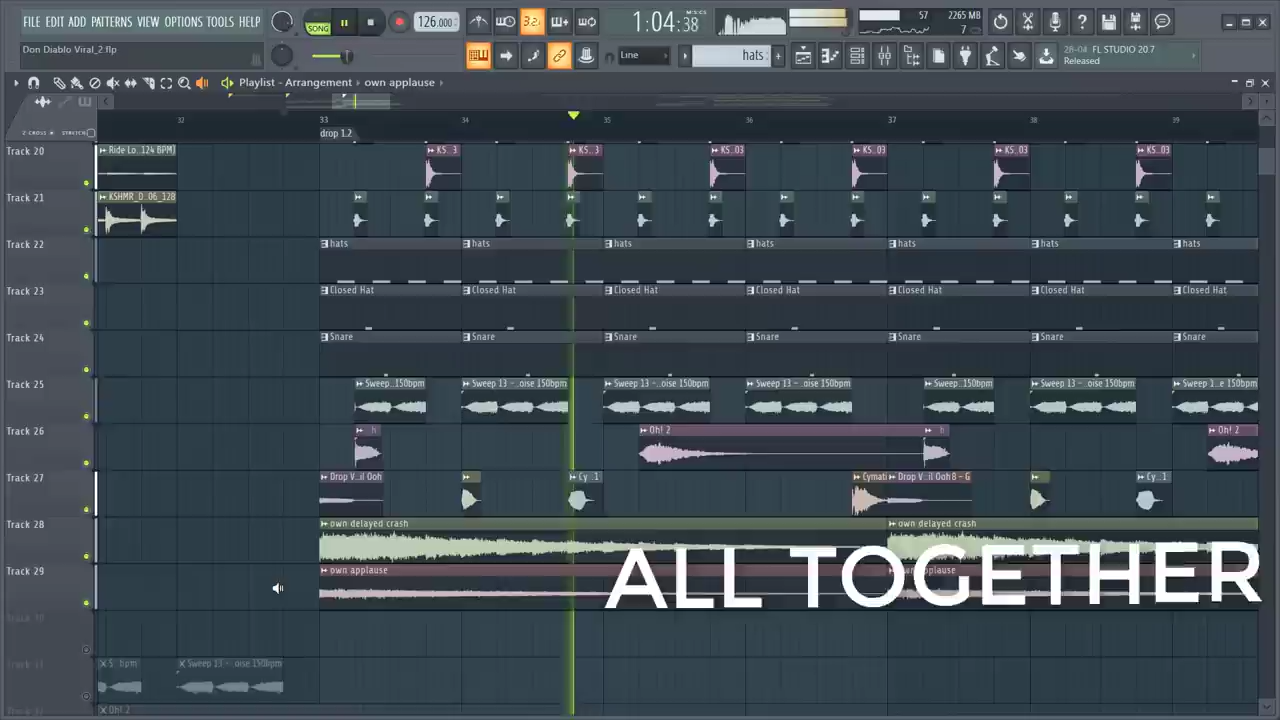 FILE EDIT ADD PATTERNS VIEW OPTIONS TOOLS HELP
SONG
126.000
3.2.
1:04:38
M:S:CS
57
2265 MB
7
Don Diablo Viral_2.flp
Line
hats:
28-04 FL STUDIO 20.7
Released
Playlist - Arrangement › own applause ›
Z CROSS STRETCH
32 33 34 35 36 37 38 39
drop 1.2
Track 20
Ride Lo..124 BPM)
KS.. 3
KS.. 3
KS..03
KS..03
KS..03
KS..03
Track 21
KSHMR_D..06_128
Track 22
hats hats hats hats hats hats hats
Track 23
Closed Hat Closed Hat Closed Hat Closed Hat Closed Hat Closed Hat Closed Hat
Track 24
Snare Snare Snare Snare Snare Snare Snare
Track 25
Sweep..150bpm
Sweep 13 -..oise 150bpm
Sweep 13 -..oise 150bpm
Sweep 13 -..oise 150bpm
Sweep..150bpm
Sweep 13 -..oise 150bpm
Sweep 1..e 150bpm
Track 26
h
Oh! 2
h
Oh! 2
Track 27
Drop V..il Ooh
Cy..1
Cymati
Drop V..il Ooh 8 - G
Cy..1
Track 28
own delayed crash
own delayed crash
Track 29
own applause
own applause
ALL TOGETHER
S.. bpm
Sweep 13 -..oise 150bpm
Oh! 2